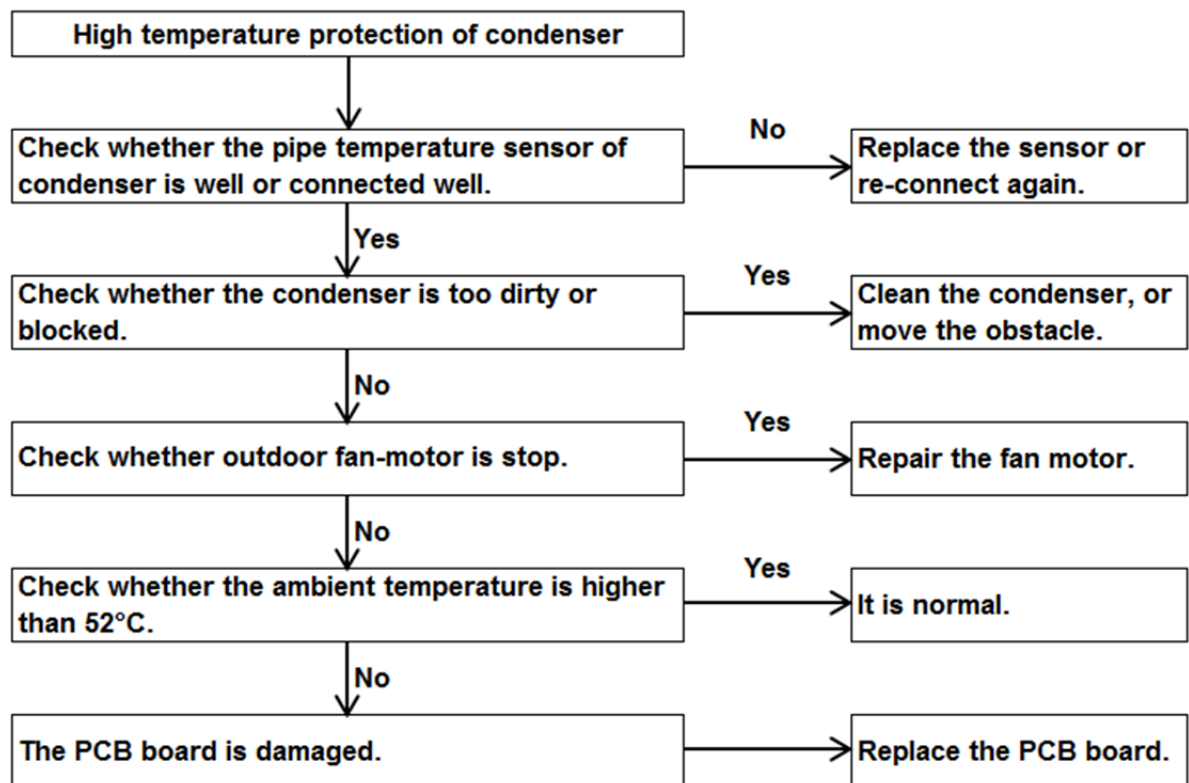 High temperature protection of condenser
Check whether the pipe temperature sensor of
condenser is well or connected well.
No
Replace the sensor or
re-connect again.
Yes
Check whether the condenser is too dirty or
blocked.
Yes
Clean the condenser, or
move the obstacle.
No
Check whether outdoor fan-motor is stop.
Yes
Repair the fan motor.
No
Check whether the ambient temperature is higher
than 52°C.
Yes
It is normal.
No
The PCB board is damaged.
Replace the PCB board.